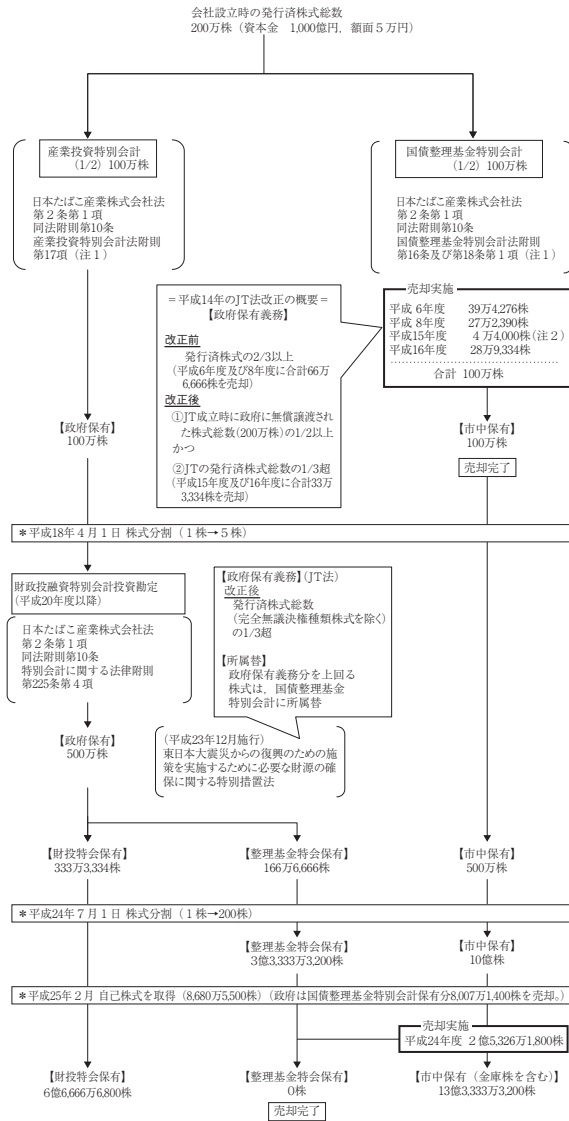 会社設立時の発行済株式総数
200万株（資本金　1,000億円，額面５万円）
産業投資特別会計
(1/2) 100万株
日本たばこ産業株式会社法
第２条第１項
同法附則第10条
産業投資特別会計法附則
第17項（注１）
国債整理基金特別会計
(1/2) 100万株
日本たばこ産業株式会社法
第２条第１項
同法附則第10条
国債整理基金特別会計法附則
第16条及び第18条第１項（注１）
売却実施
平成 6年度　39万4,276株
平成 8年度　27万2,390株
平成15年度　４万4,000株(注２)
平成16年度　28万9,334株
合計 100万株
＝平成14年のJT法改正の概要＝
【政府保有義務】
改正前
発行済株式の2/3以上
（平成6年度及び8年度に合計66万
6,666株を売却）
改正後
①JT成立時に政府に無償譲渡され
た株式総数(200万株)の1/2以上
かつ
②JTの発行済株式総数の1/3超
（平成15年度及び16年度に合計33万
3,334株を売却）
【政府保有】
100万株
【市中保有】
100万株
売却完了
＊平成18年４月１日 株式分割（１株→５株）
財政投融資特別会計投資勘定
(平成20年度以降）
日本たばこ産業株式会社法
第２条第１項
同法附則第10条
特別会計に関する法律附則
第225条第４項
【政府保有義務】(JT法)
改正後
発行済株式総数
(完全無議決権種類株式を除く)
の1/3超
【所属替】
政府保有義務分を上回る
株式は，国債整理基金
特別会計に所属替
【政府保有】
500万株
(平成23年12月施行)
東日本大震災からの復興のための施
策を実施するために必要な財源の確
保に関する特別措置法
【財投特会保有】
333万3,334株
【整理基金特会保有】
166万6,666株
【市中保有】
500万株
＊平成24年７月１日 株式分割（１株→200株）
【整理基金特会保有】
3億3,333万3,200株
【市中保有】
10億株
＊平成25年２月 自己株式を取得（8,680万5,500株）（政府は国債整理基金特別会計保有分8,007万1,400株を売却。）
売却実施
平成24年度 ２億5,326万1,800株
【財投特会保有】
６億6,666万6,800株
【整理基金特会保有】
０株
売却完了
【市中保有（金庫株を含む）】
13億3,333万3,200株